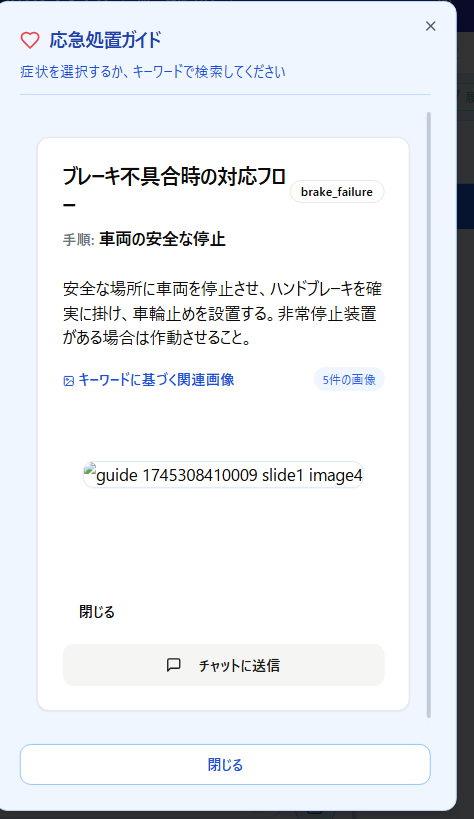 応急処置ガイド
症状を選択するか、キーワードで検索してください
ブレーキ不具合時の対応フロ
ー
brake_failure
手順: 車両の安全な停止
安全な場所に車両を停止させ、ハンドブレーキを確
実に掛け、車輪止めを設置する。非常停止装置
がある場合は作動させること。
キーワードに基づく関連画像
5件の画像
guide 1745308410009 slide1 image4
閉じる
チャットに送信
閉じる